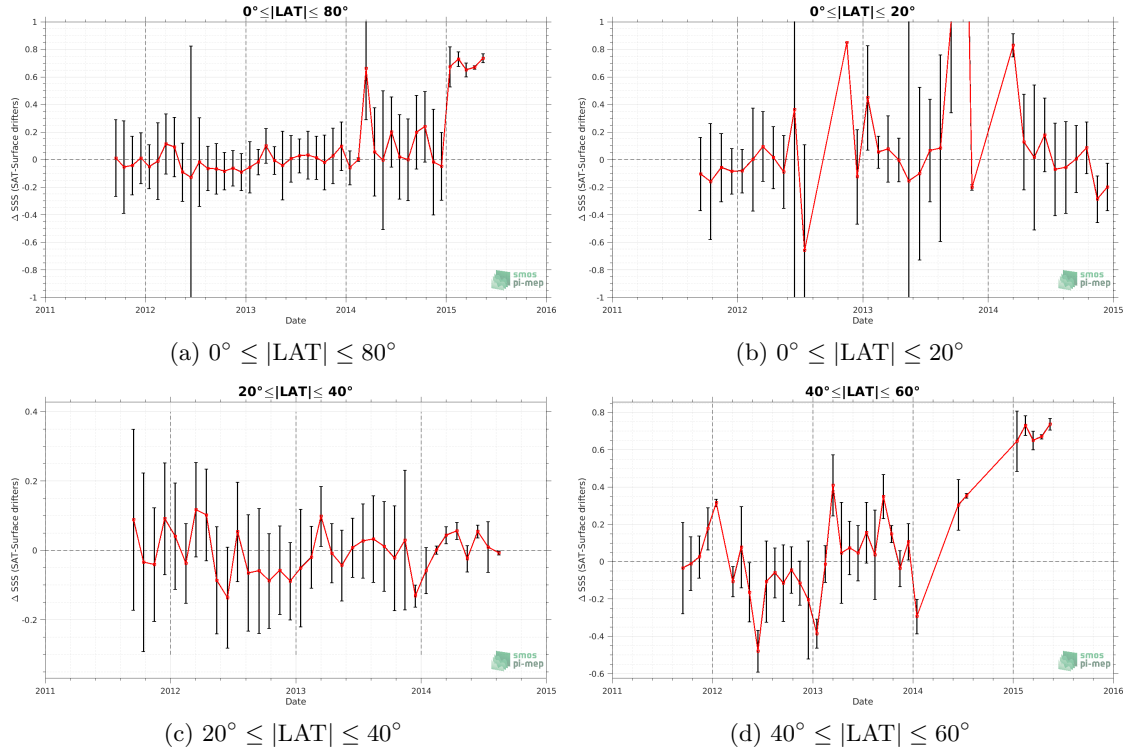 0°≤|LAT|≤ 80°
1
0.8
0.6
0.4
0.2
0
-0.2
-0.4
-0.6
-0.8
-1
Δ SSS (SAT-Surface drifters)
2011
2012
2013
2014
2015
2016
Date
smos
pi-mep
(a) 0° ≤ |LAT| ≤ 80°
0°≤|LAT|≤ 20°
1
0.8
0.6
0.4
0.2
0
-0.2
-0.4
-0.6
-0.8
-1
Δ SSS (SAT-Surface drifters)
2011
2012
2013
2014
2015
Date
smos
pi-mep
(b) 0° ≤ |LAT| ≤ 20°
20°≤|LAT|≤ 40°
0.4
0.2
0
-0.2
Δ SSS (SAT-Surface drifters)
2011
2012
2013
2014
2015
Date
smos
pi-mep
(c) 20° ≤ |LAT| ≤ 40°
40°≤|LAT|≤ 60°
0.8
0.6
0.4
0.2
0
-0.2
-0.4
-0.6
Δ SSS (SAT-Surface drifters)
2011
2012
2013
2014
2015
2016
Date
smos
pi-mep
(d) 40° ≤ |LAT| ≤ 60°